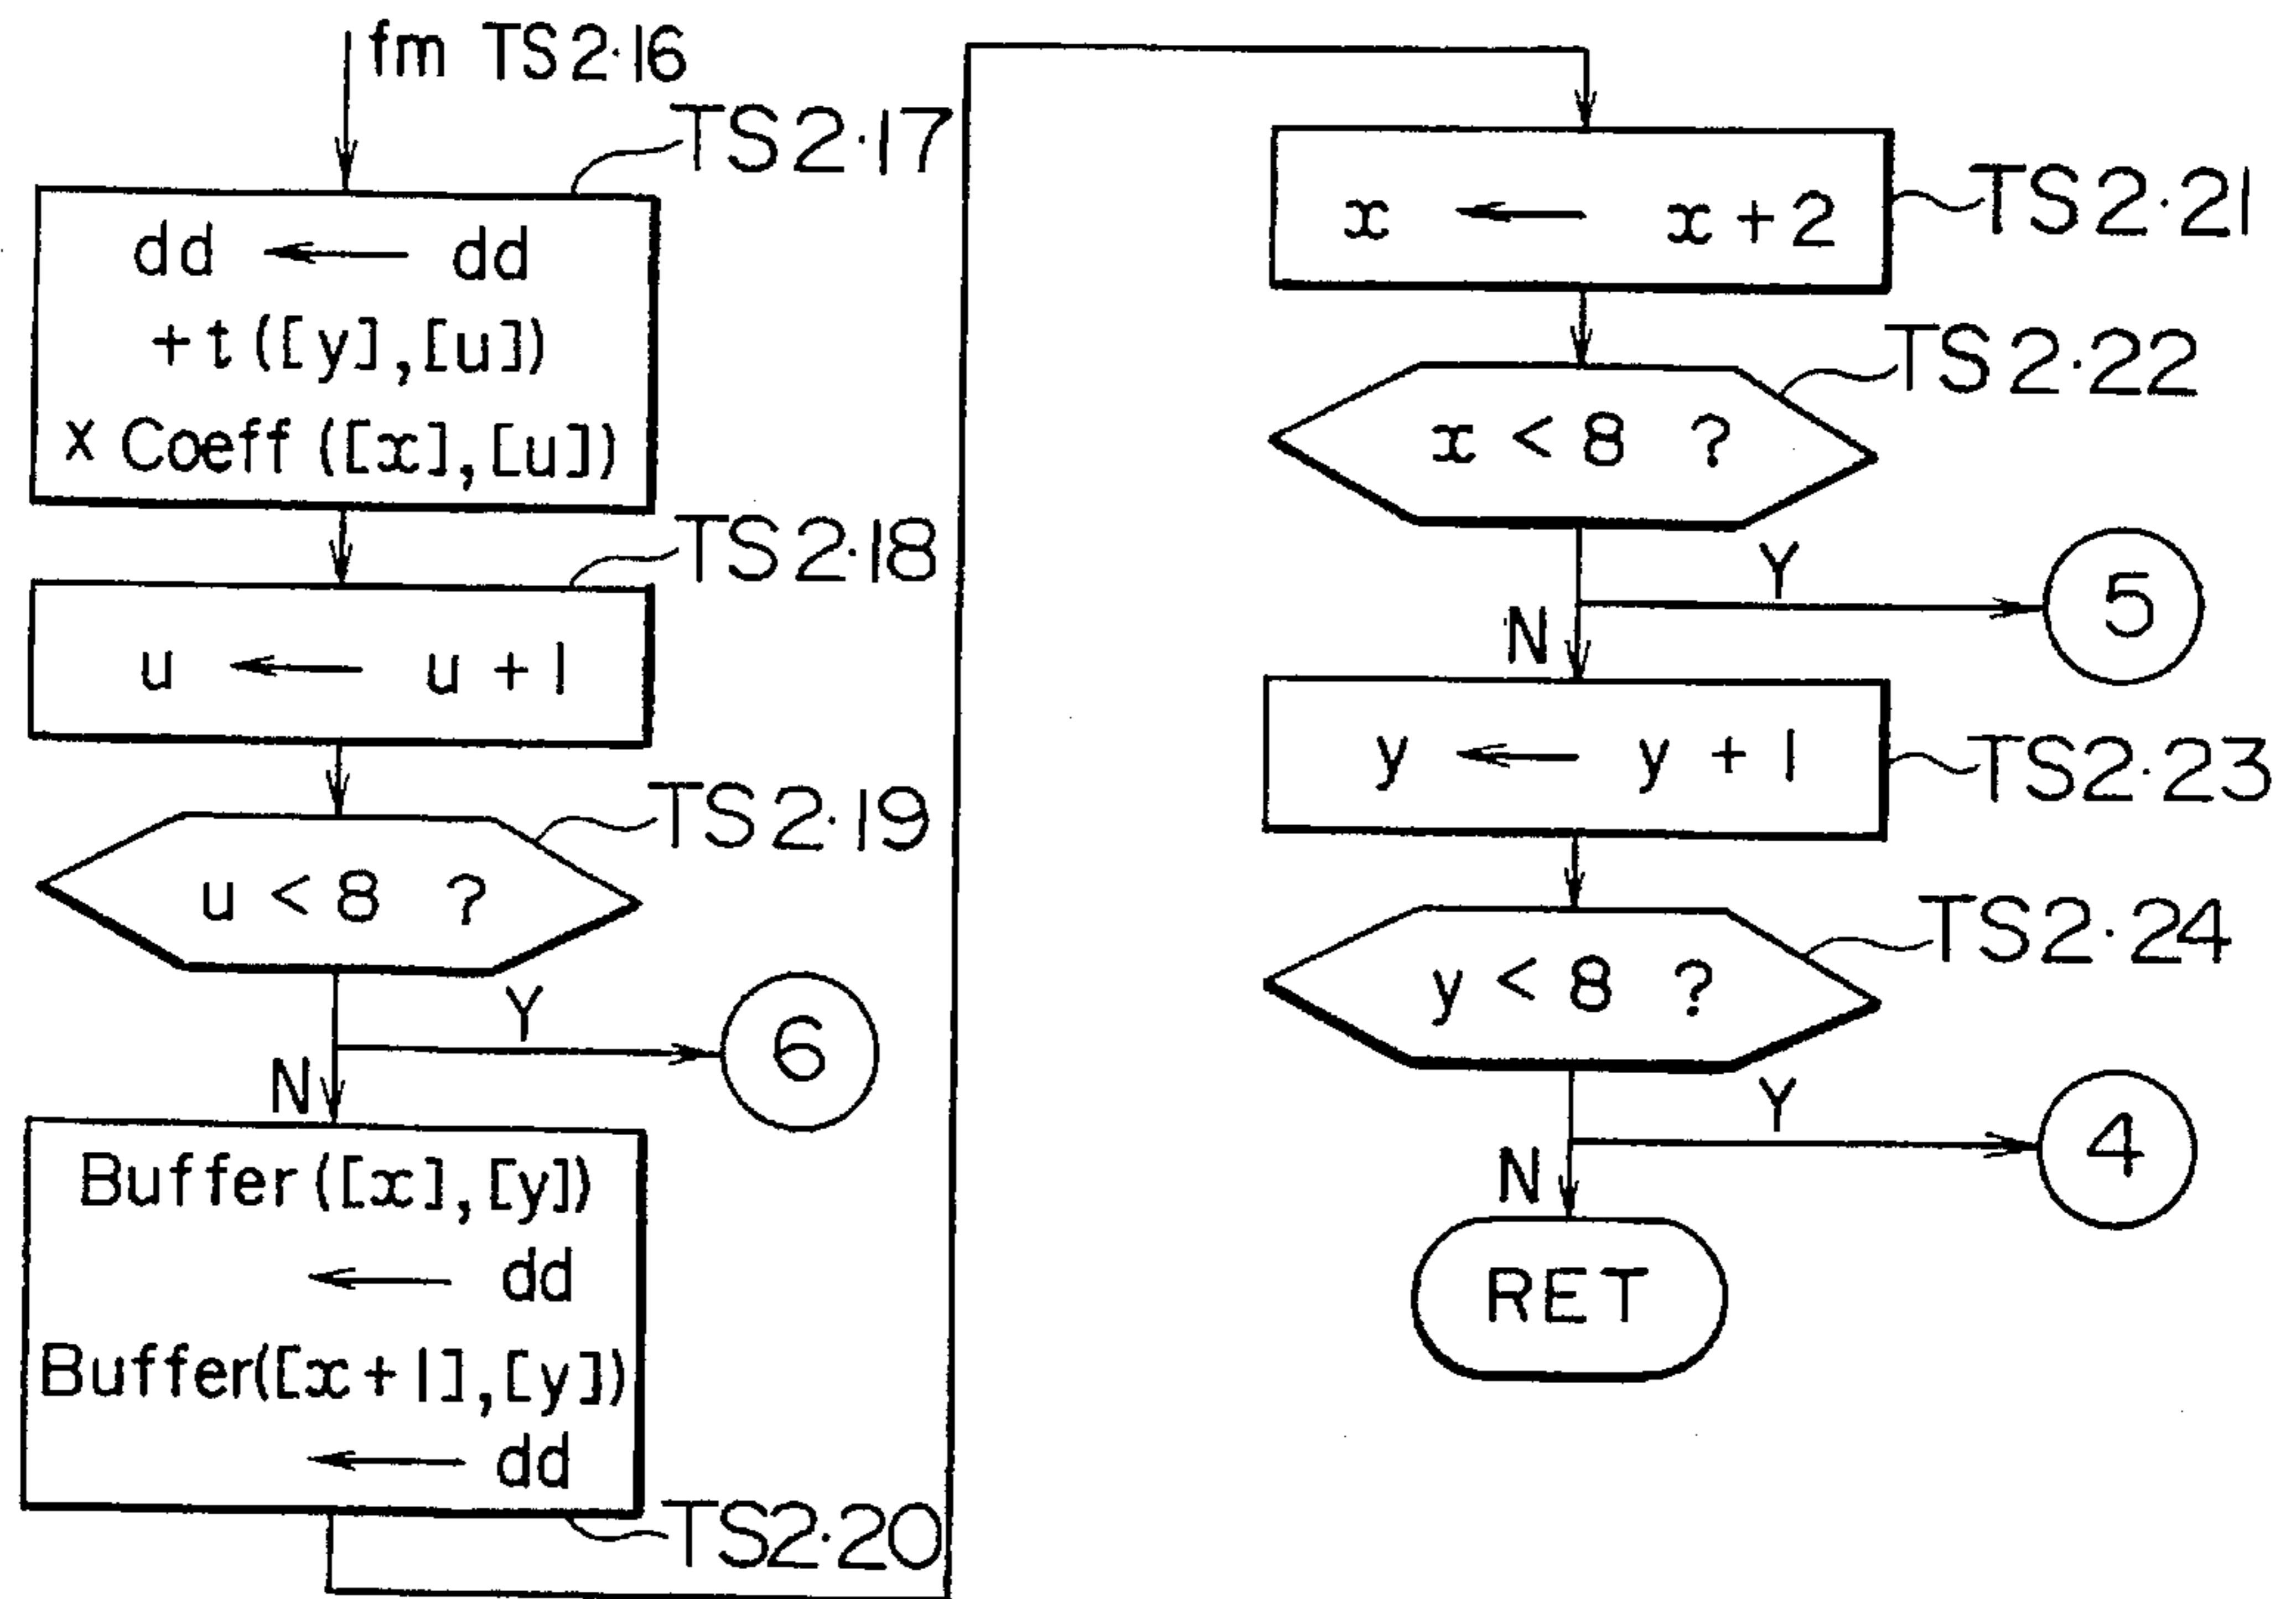 fm TS2·16
TS2·17
dd ← dd
+t([y],[u])
x Coeff([x],[u])
TS2·18
u ← u+1
TS2·19
u<8 ?
Y
6
N
Buffer([x],[y])
← dd
Buffer([x+1],[y])
← dd
TS2·20
x ← x+2
TS2·21
TS2·22
x<8 ?
Y
5
N
y ← y+1
TS2·23
TS2·24
y<8 ?
Y
4
N
RET